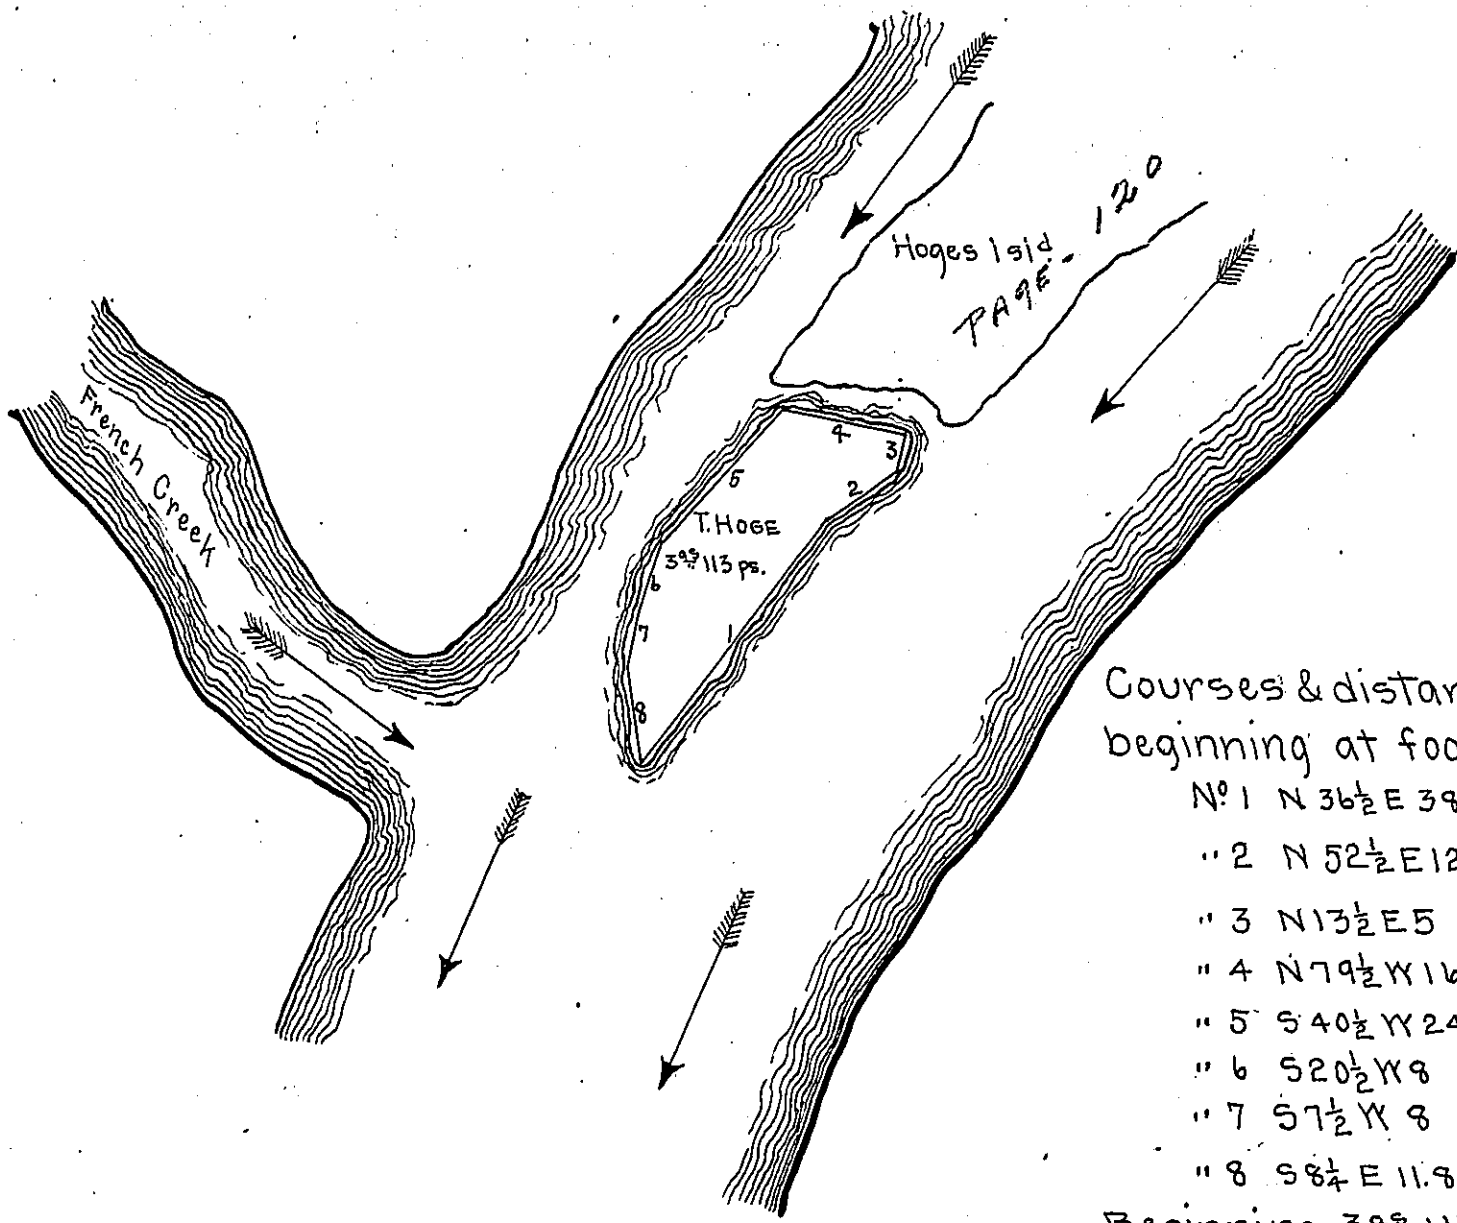 Hoges Isld
PAGE - 120
French Creek
4
3
5
2
T. HOGE
3 as 113 ps.
6
7
1
8
Courses & distan
beginning at foo
No 1 N 36½ E 38
" 2 N 52½ E 12
" 3 N 13½ E 5
" 4 N 79½ W 16
" 5 S 40½ W 24
" 6 S 20½ W 8
" 7 S 7½ W 8
" 8 S 8¼ E 11.8